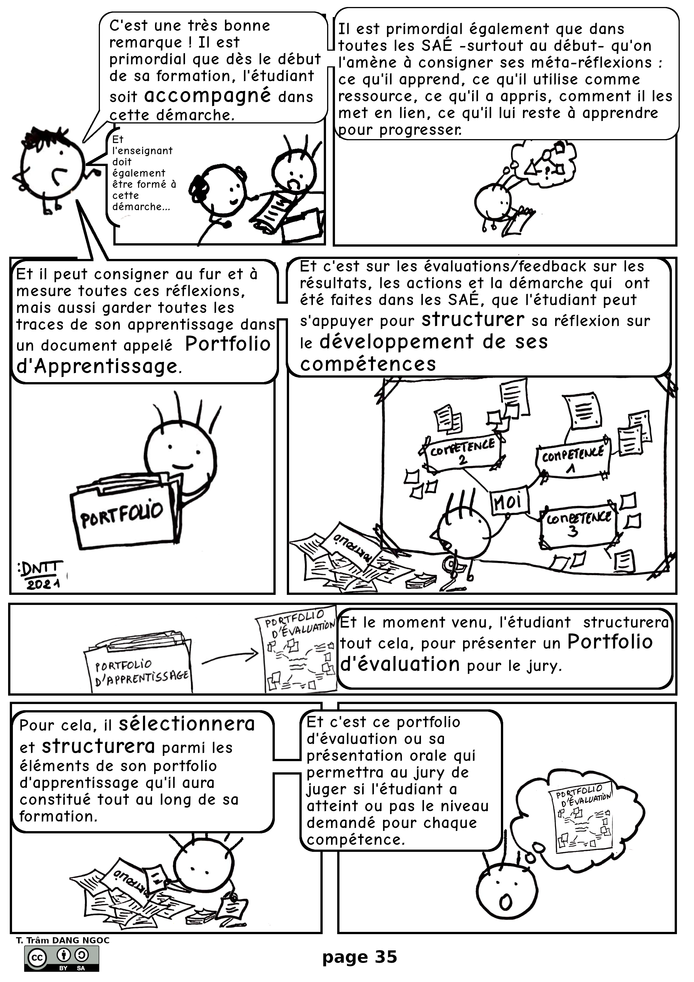 C'est une très bonne
remarque ! Il est
primordial que dès le début
de sa formation, l'étudiant
soit accompagné dans
cette démarche.
Et
l'enseignant
doit
également
être formé à
cette
démarche...
Il est primordial également que dans
toutes les SAÉ -surtout au début- qu'on
l'amène à consigner ses méta-réflexions :
ce qu'il apprend, ce qu'il utilise comme
ressource, ce qu'il a appris, comment il les
met en lien, ce qu'il lui reste à apprendre
pour progresser.
Et il peut consigner au fur et à
mesure toutes ces réflexions,
mais aussi garder toutes les
traces de son apprentissage dans
un document appelé Portfolio
d'Apprentissage.
PORTFOLIO
:DNTT
2021
Et c'est sur les évaluations/feedback sur les
résultats, les actions et la démarche qui ont
été faites dans les SAÉ, que l'étudiant peut
s'appuyer pour structurer sa réflexion sur
le développement de ses
compétences
COMPETENCE
2
COMPETENCE
1
MOI
COMPETENCE
3
PORTFOLIO
PORTFOLIO
D'APPRENTISSAGE
PORTFOLIO
D'ÉVALUATION
Et le moment venu, l'étudiant structurera
tout cela, pour présenter un Portfolio
d'évaluation pour le jury.
Pour cela, il sélectionnera
et structurera parmi les
éléments de son portfolio
d'apprentissage qu'il aura
constitué tout au long de sa
formation.
PORTFOLIO
Et c'est ce portfolio
d'évaluation ou sa
présentation orale qui
permettra au jury de
juger si l'étudiant a
atteint ou pas le niveau
demandé pour chaque
compétence.
PORTFOLIO
D'ÉVALUATION
T. Trâm DANG NGOC
cc
BY SA
page 35